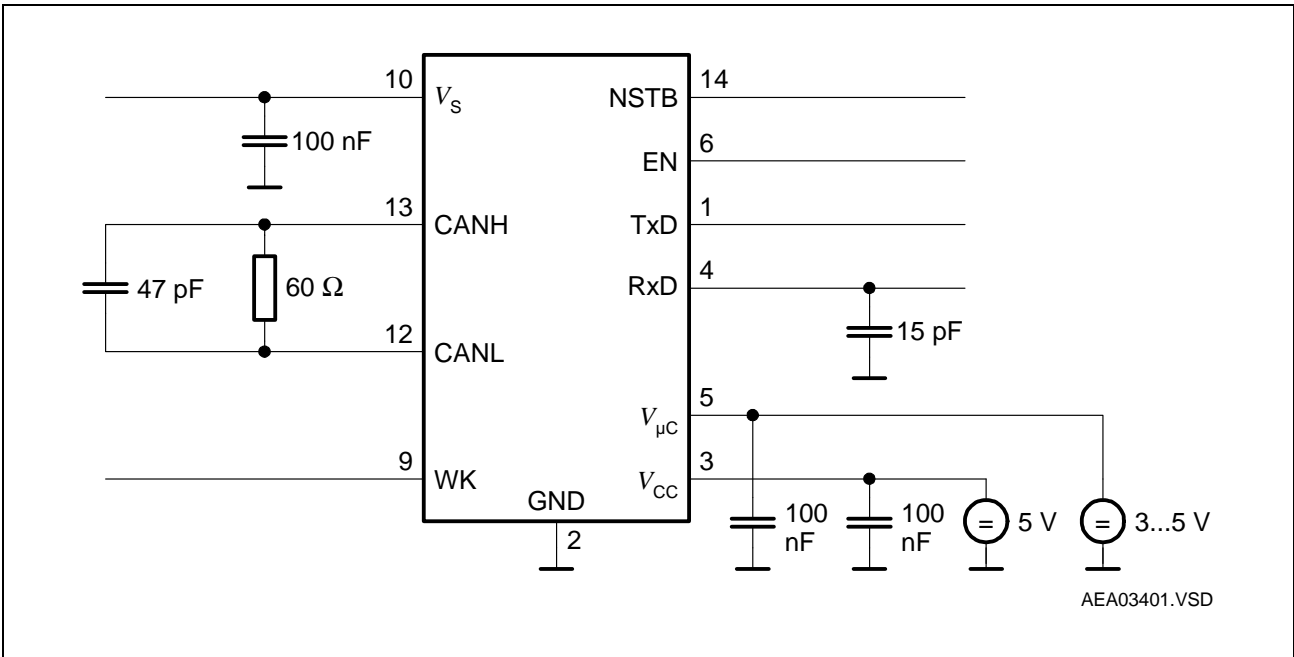 10
V_S
NSTB
14
100 nF
EN
6
13
CANH
TxD
1
47 pF
60 Ω
RxD
4
12
CANL
15 pF
V_µC
5
9
WK
V_CC
3
GND
2
100
nF
100
nF
=
5 V
=
3...5 V
AEA03401.VSD